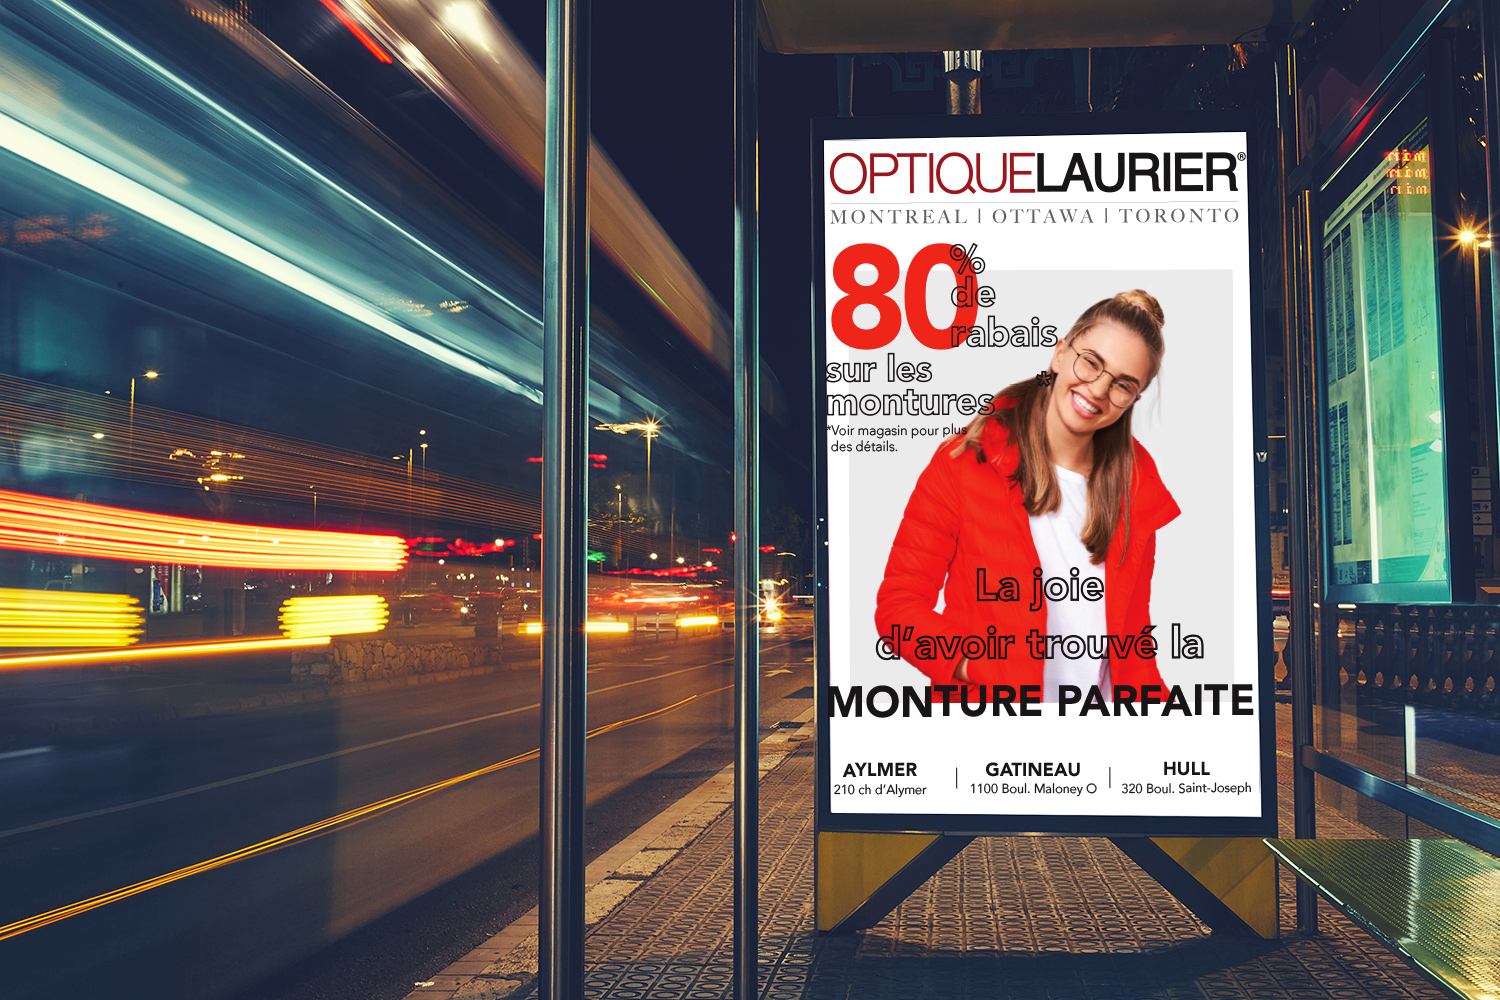 OPTIQUELAURIER®
MONTREAL | OTTAWA | TORONTO
80%
de
rabais
sur les
montures*
*Voir magasin pour plus
des détails.
La joie
d’avoir trouvé la
MONTURE PARFAITE
AYLMER | GATINEAU | HULL
210 ch d’Alymer 1100 Boul. Maloney O 320 Boul. Saint-Joseph